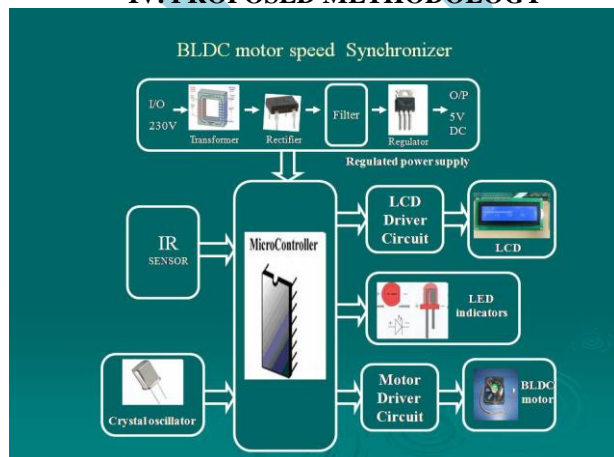 IV. PROPOSED METHODOLOGY
BLDC motor speed Synchronizer
I/O
230V
Transformer
Rectifier
Filter
Regulator
O/P
5V
DC
Regulated power supply
IR
SENSOR
MicroController
LCD
Driver
Circuit
LCD
LED
indicators
Crystal oscillator
Motor
Driver
Circuit
BLDC
motor